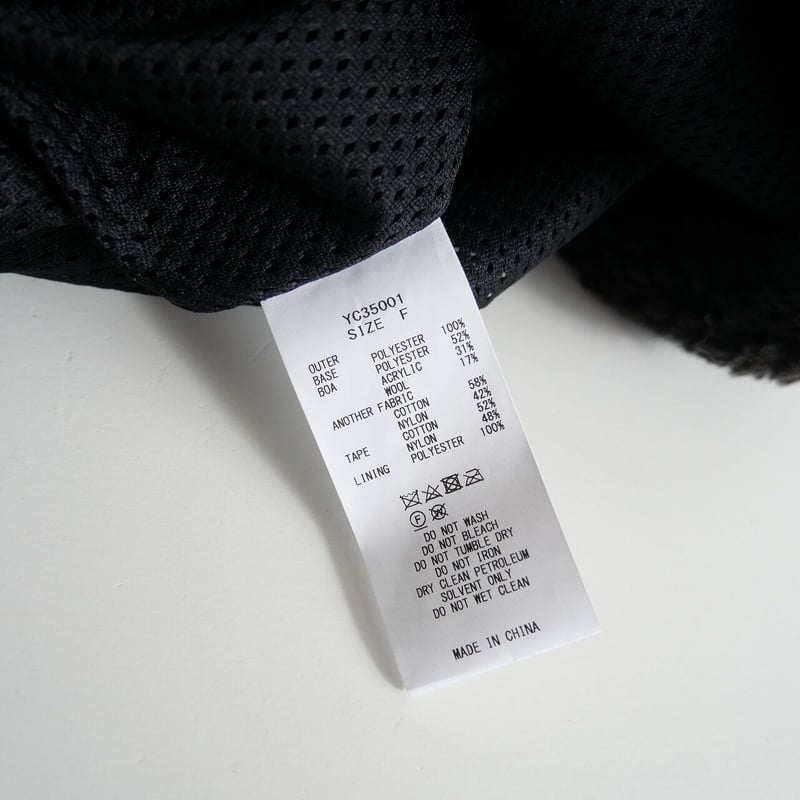 YC35001
SIZE F
OUTER
BASE POLYESTER 100%
BOA POLYESTER 52%
ACRYLIC 31%
WOOL 17%
ANOTHER FABRIC
COTTON 58%
NYLON 42%
TAPE COTTON 52%
NYLON 48%
LINING POLYESTER 100%
F
W
DO NOT WASH
DO NOT BLEACH
DO NOT TUMBLE DRY
DO NOT IRON
DRY CLEAN PETROLEUM
SOLVENT ONLY
DO NOT WET CLEAN
MADE IN CHINA